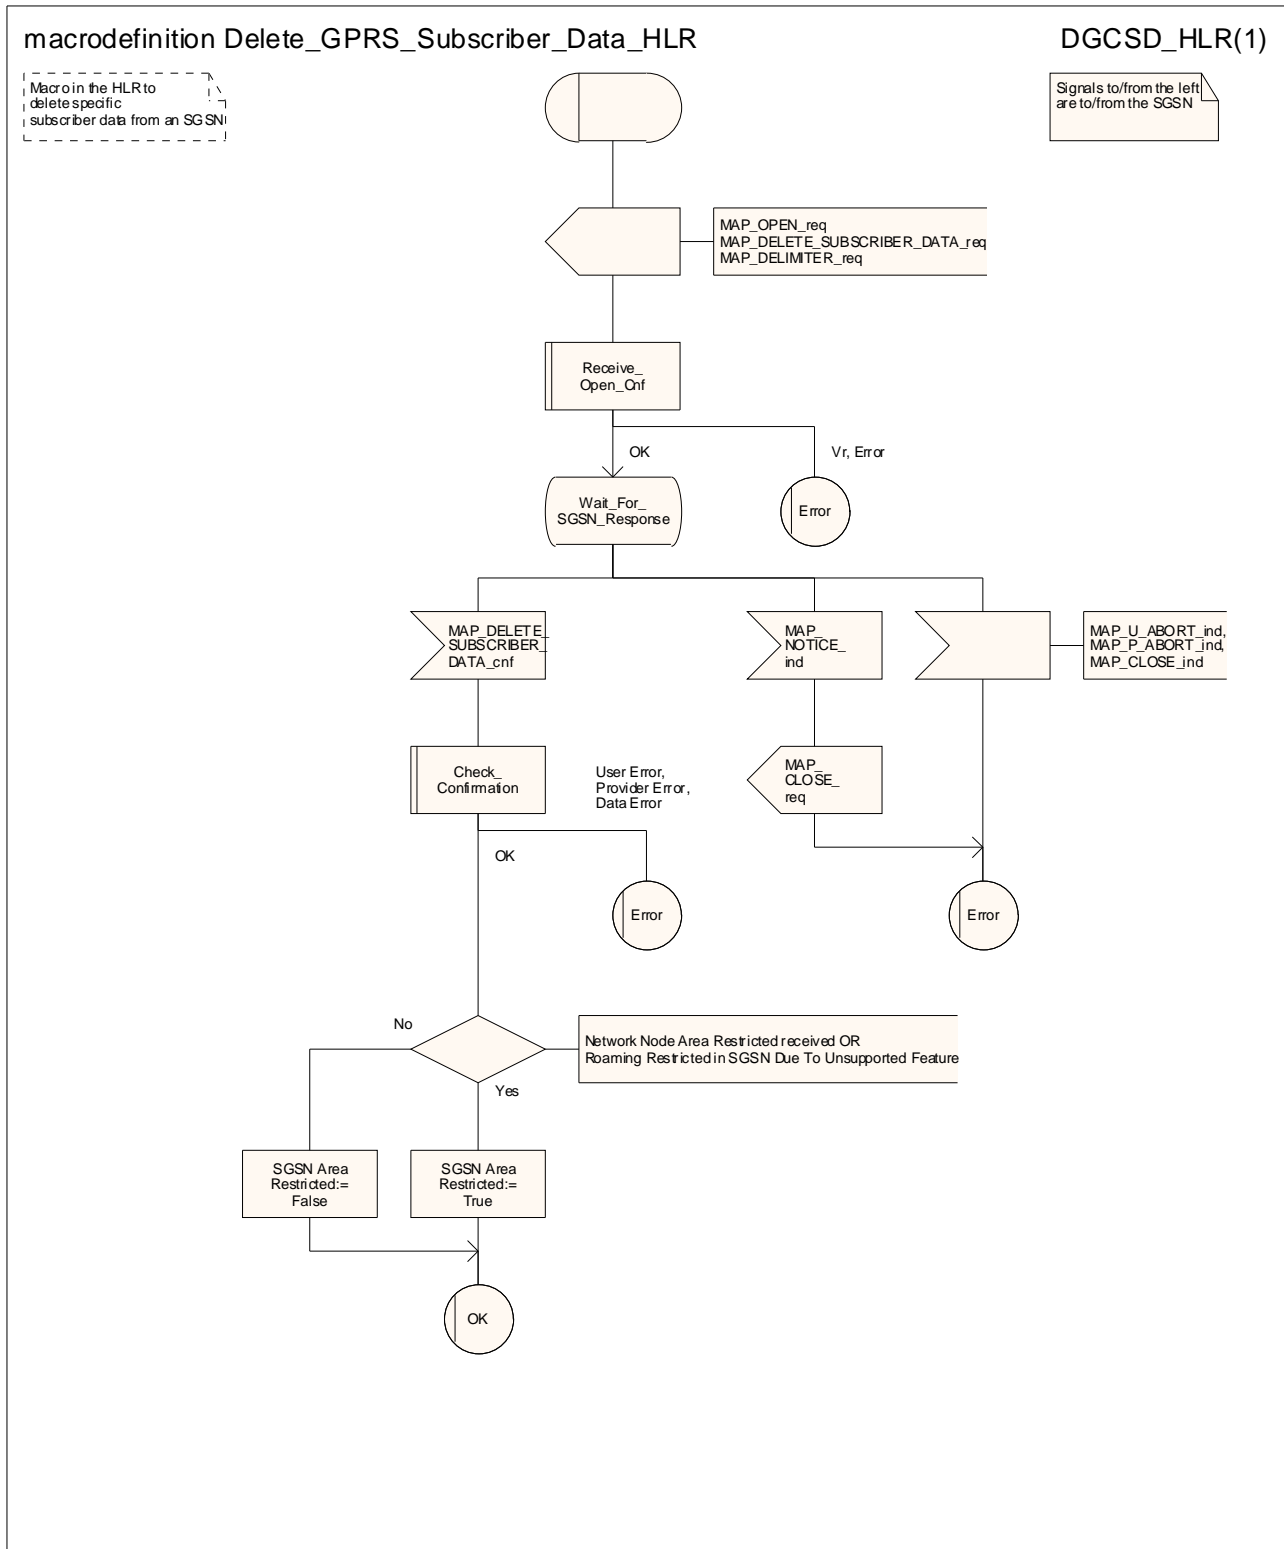 macrodefinition Delete_GPRS_Subscriber_Data_HLR
DGCSD_HLR(1)
Macro in the HLR to
delete specific
subscriber data from an SGSN
Signals to/from the left
are to/from the SGSN
MAP_OPEN_req
MAP_DELETE_SUBSCRIBER_DATA_req
MAP_DELIMITER_req
Receive_
Open_Cnf
OK
Vr, Error
Wait_For_
SGSN_Response
Error
MAP_DELETE_
SUBSCRIBER_
DATA_cnf
MAP_
NOTICE_
ind
MAP_U_ABORT_ind,
MAP_P_ABORT_ind,
MAP_CLOSE_ind
Check_
Confirmation
User Error,
Provider Error,
Data Error
MAP_
CLOSE_
req
OK
Error
Error
No
Network Node Area Restricted received OR
Roaming Restricted in SGSN Due To Unsupported Feature
Yes
SGSN Area
Restricted:=
False
SGSN Area
Restricted:=
True
OK